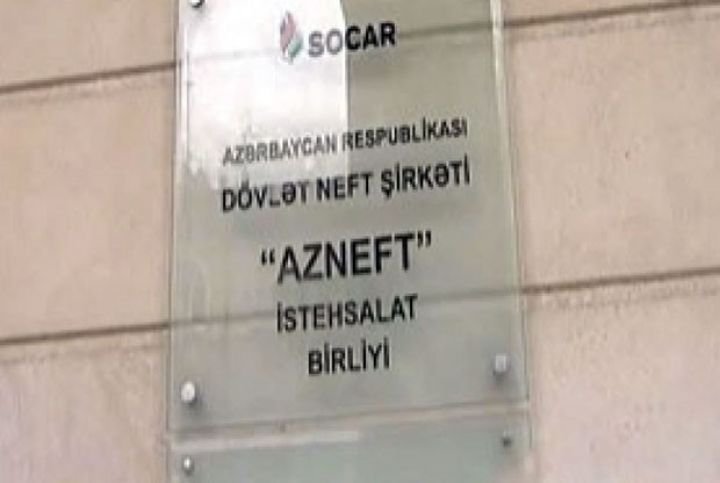 SOCAR
AZƏRBAYCAN RESPUBLİKASI
DÖVLƏT NEFT ŞİRKƏTİ
“AZNEFT”
İSTEHSALAT
BİRLİYİ